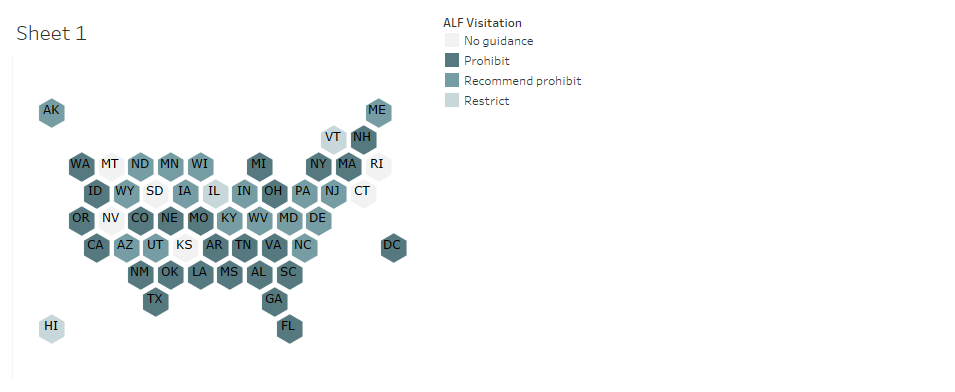 Sheet 1
ALF Visitation
No guidance
Prohibit
Recommend prohibit
Restrict
AK ME
VT NH
WA MT ND MN WI MI NY MA RI
ID WY SD IA IL IN OH PA NJ CT
OR NV CO NE MO KY WV MD DE
CA AZ UT KS AR TN VA NC DC
NM OK LA MS AL SC
TX GA
HI FL